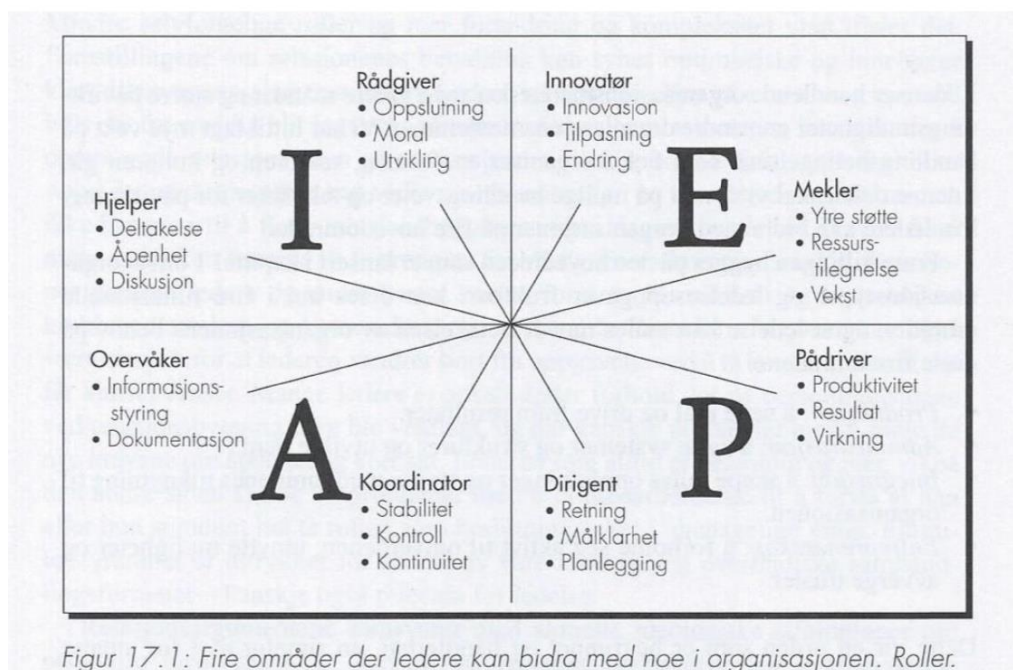 Rådgiver
• Oppslutning
• Moral
• Utvikling
Innovatør
• Innovasjon
• Tilpasning
• Endring
I
E
Hjelper
• Deltakelse
• Åpenhet
• Diskusjon
Mekler
• Ytre støtte
• Ressurs-
tilegnelse
• Vekst
Overvåker
• Informasjons-
styring
• Dokumentasjon
Pådriver
• Produktivitet
• Resultat
• Virkning
A
P
Koordinator
• Stabilitet
• Kontroll
• Kontinuitet
Dirigent
• Retning
• Målklarhet
• Planlegging
Figur 17.1: Fire områder der ledere kan bidra med noe i organisasjonen. Roller